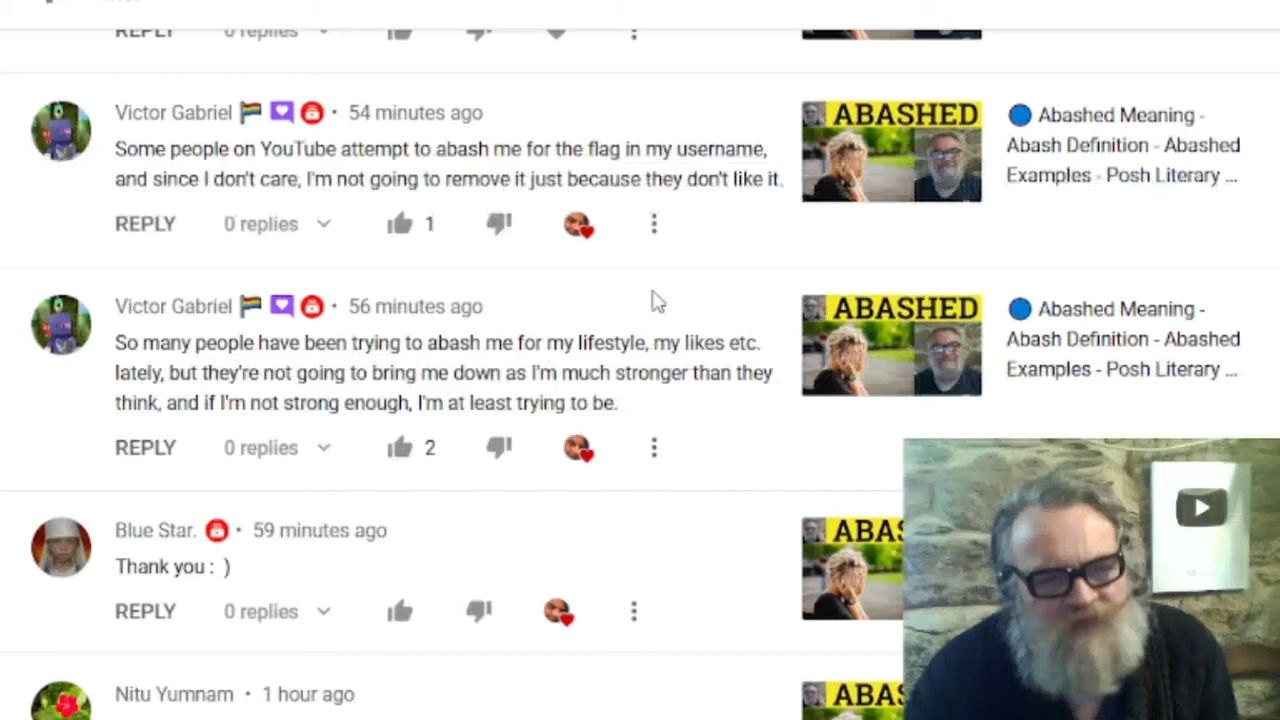 REPLY 0 replies
Victor Gabriel 🏳️‍🌈 • 54 minutes ago
Some people on YouTube attempt to abash me for the flag in my username,
and since I don't care, I'm not going to remove it just because they don't like it.
REPLY 0 replies 1
ABASHED
Abashed Meaning -
Abash Definition - Abashed
Examples - Posh Literary ...
Victor Gabriel 🏳️‍🌈 • 56 minutes ago
So many people have been trying to abash me for my lifestyle, my likes etc.
lately, but they're not going to bring me down as I'm much stronger than they
think, and if I'm not strong enough, I'm at least trying to be.
REPLY 0 replies 2
ABASHED
Abashed Meaning -
Abash Definition - Abashed
Examples - Posh Literary ...
Blue Star. • 59 minutes ago
Thank you : )
REPLY 0 replies
ABAS
Nitu Yumnam • 1 hour ago
ABAS